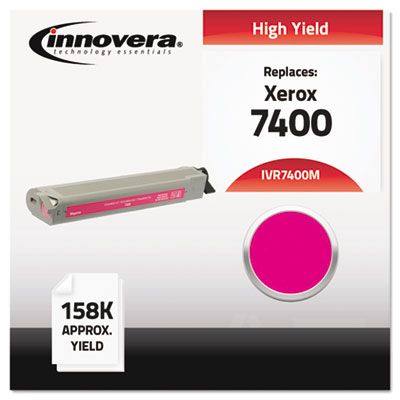 innovera
technology essentials
High Yield
Replaces:
Xerox
7400
IVR7400M
158K
APPROX.
YIELD